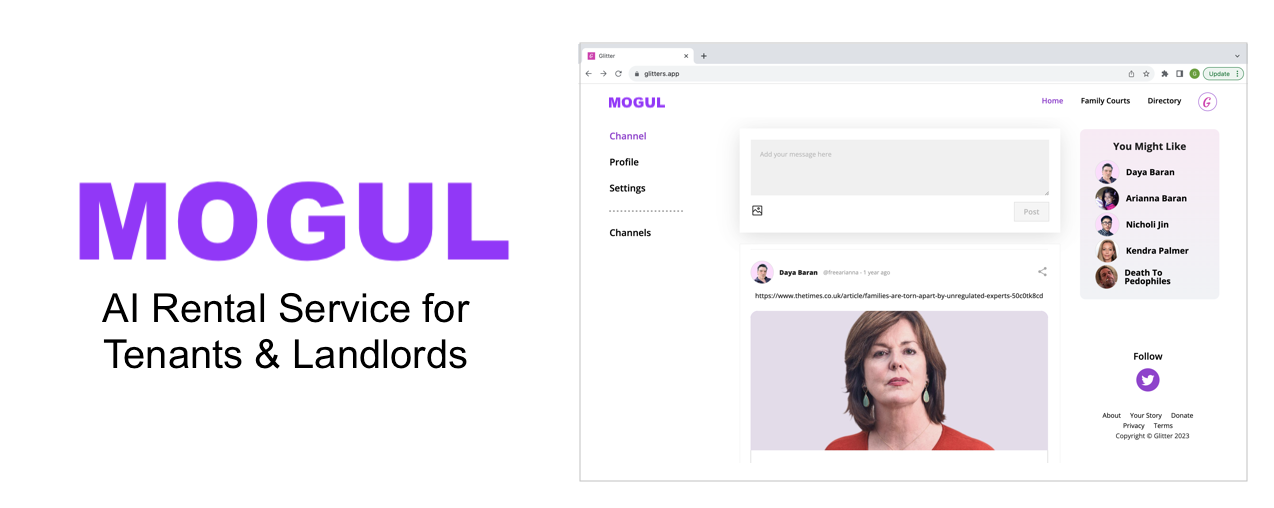 MOGUL
AI Rental Service for
Tenants & Landlords
Glitter
glitters.app
G
Update
MOGUL
Home
Family Courts
Directory
G
Channel
Profile
Settings
Channels
Add your message here
Post
Daya Baran @freearianna - 1 year ago
https://www.thetimes.co.uk/article/families-are-torn-apart-by-unregulated-experts-50c0tk8cd
You Might Like
Daya Baran
Arianna Baran
Nicholi Jin
Kendra Palmer
Death To
Pedophiles
Follow
About Your Story Donate
Privacy Terms
Copyright © Glitter 2023